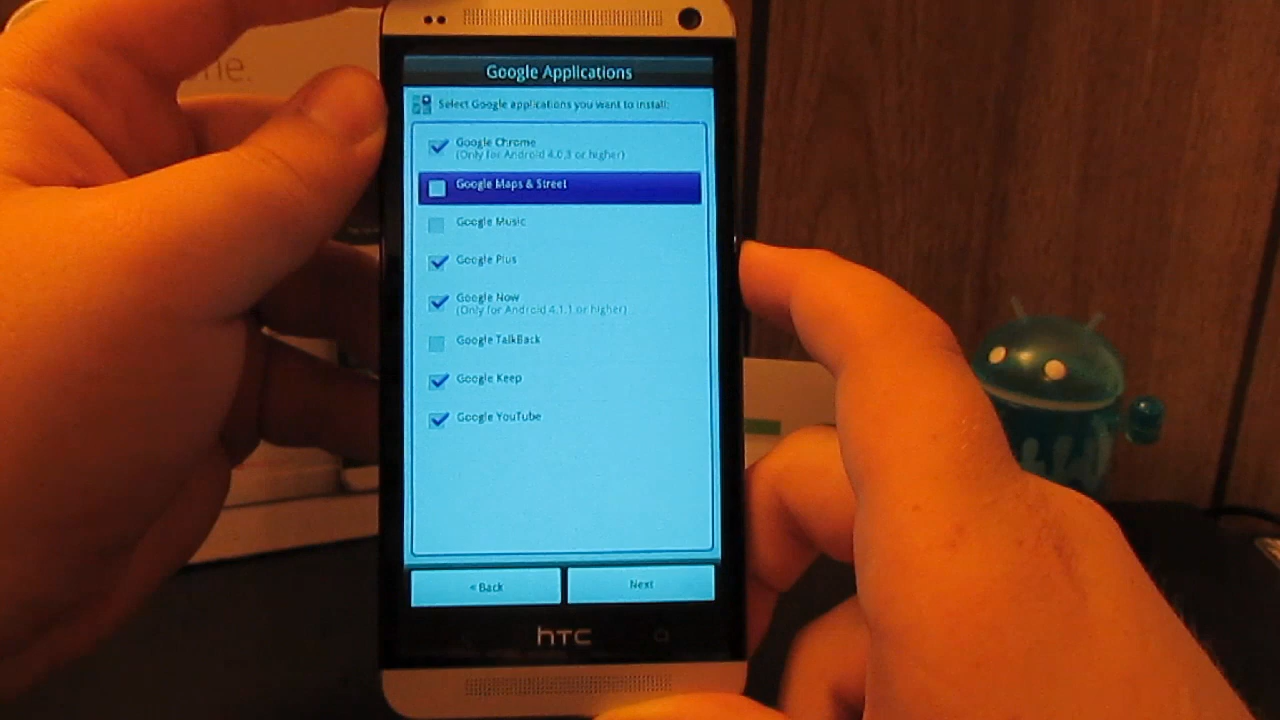 ne.
Google Applications
Select Google applications you want to install:
Google Chrome
(Only for Android 4.0.3 or higher)
Google Maps & Street
Google Music
Google Plus
Google Now
(Only for Android 4.1.1 or higher)
Google TalkBack
Google Keep
Google YouTube
< Back
Next
hTC